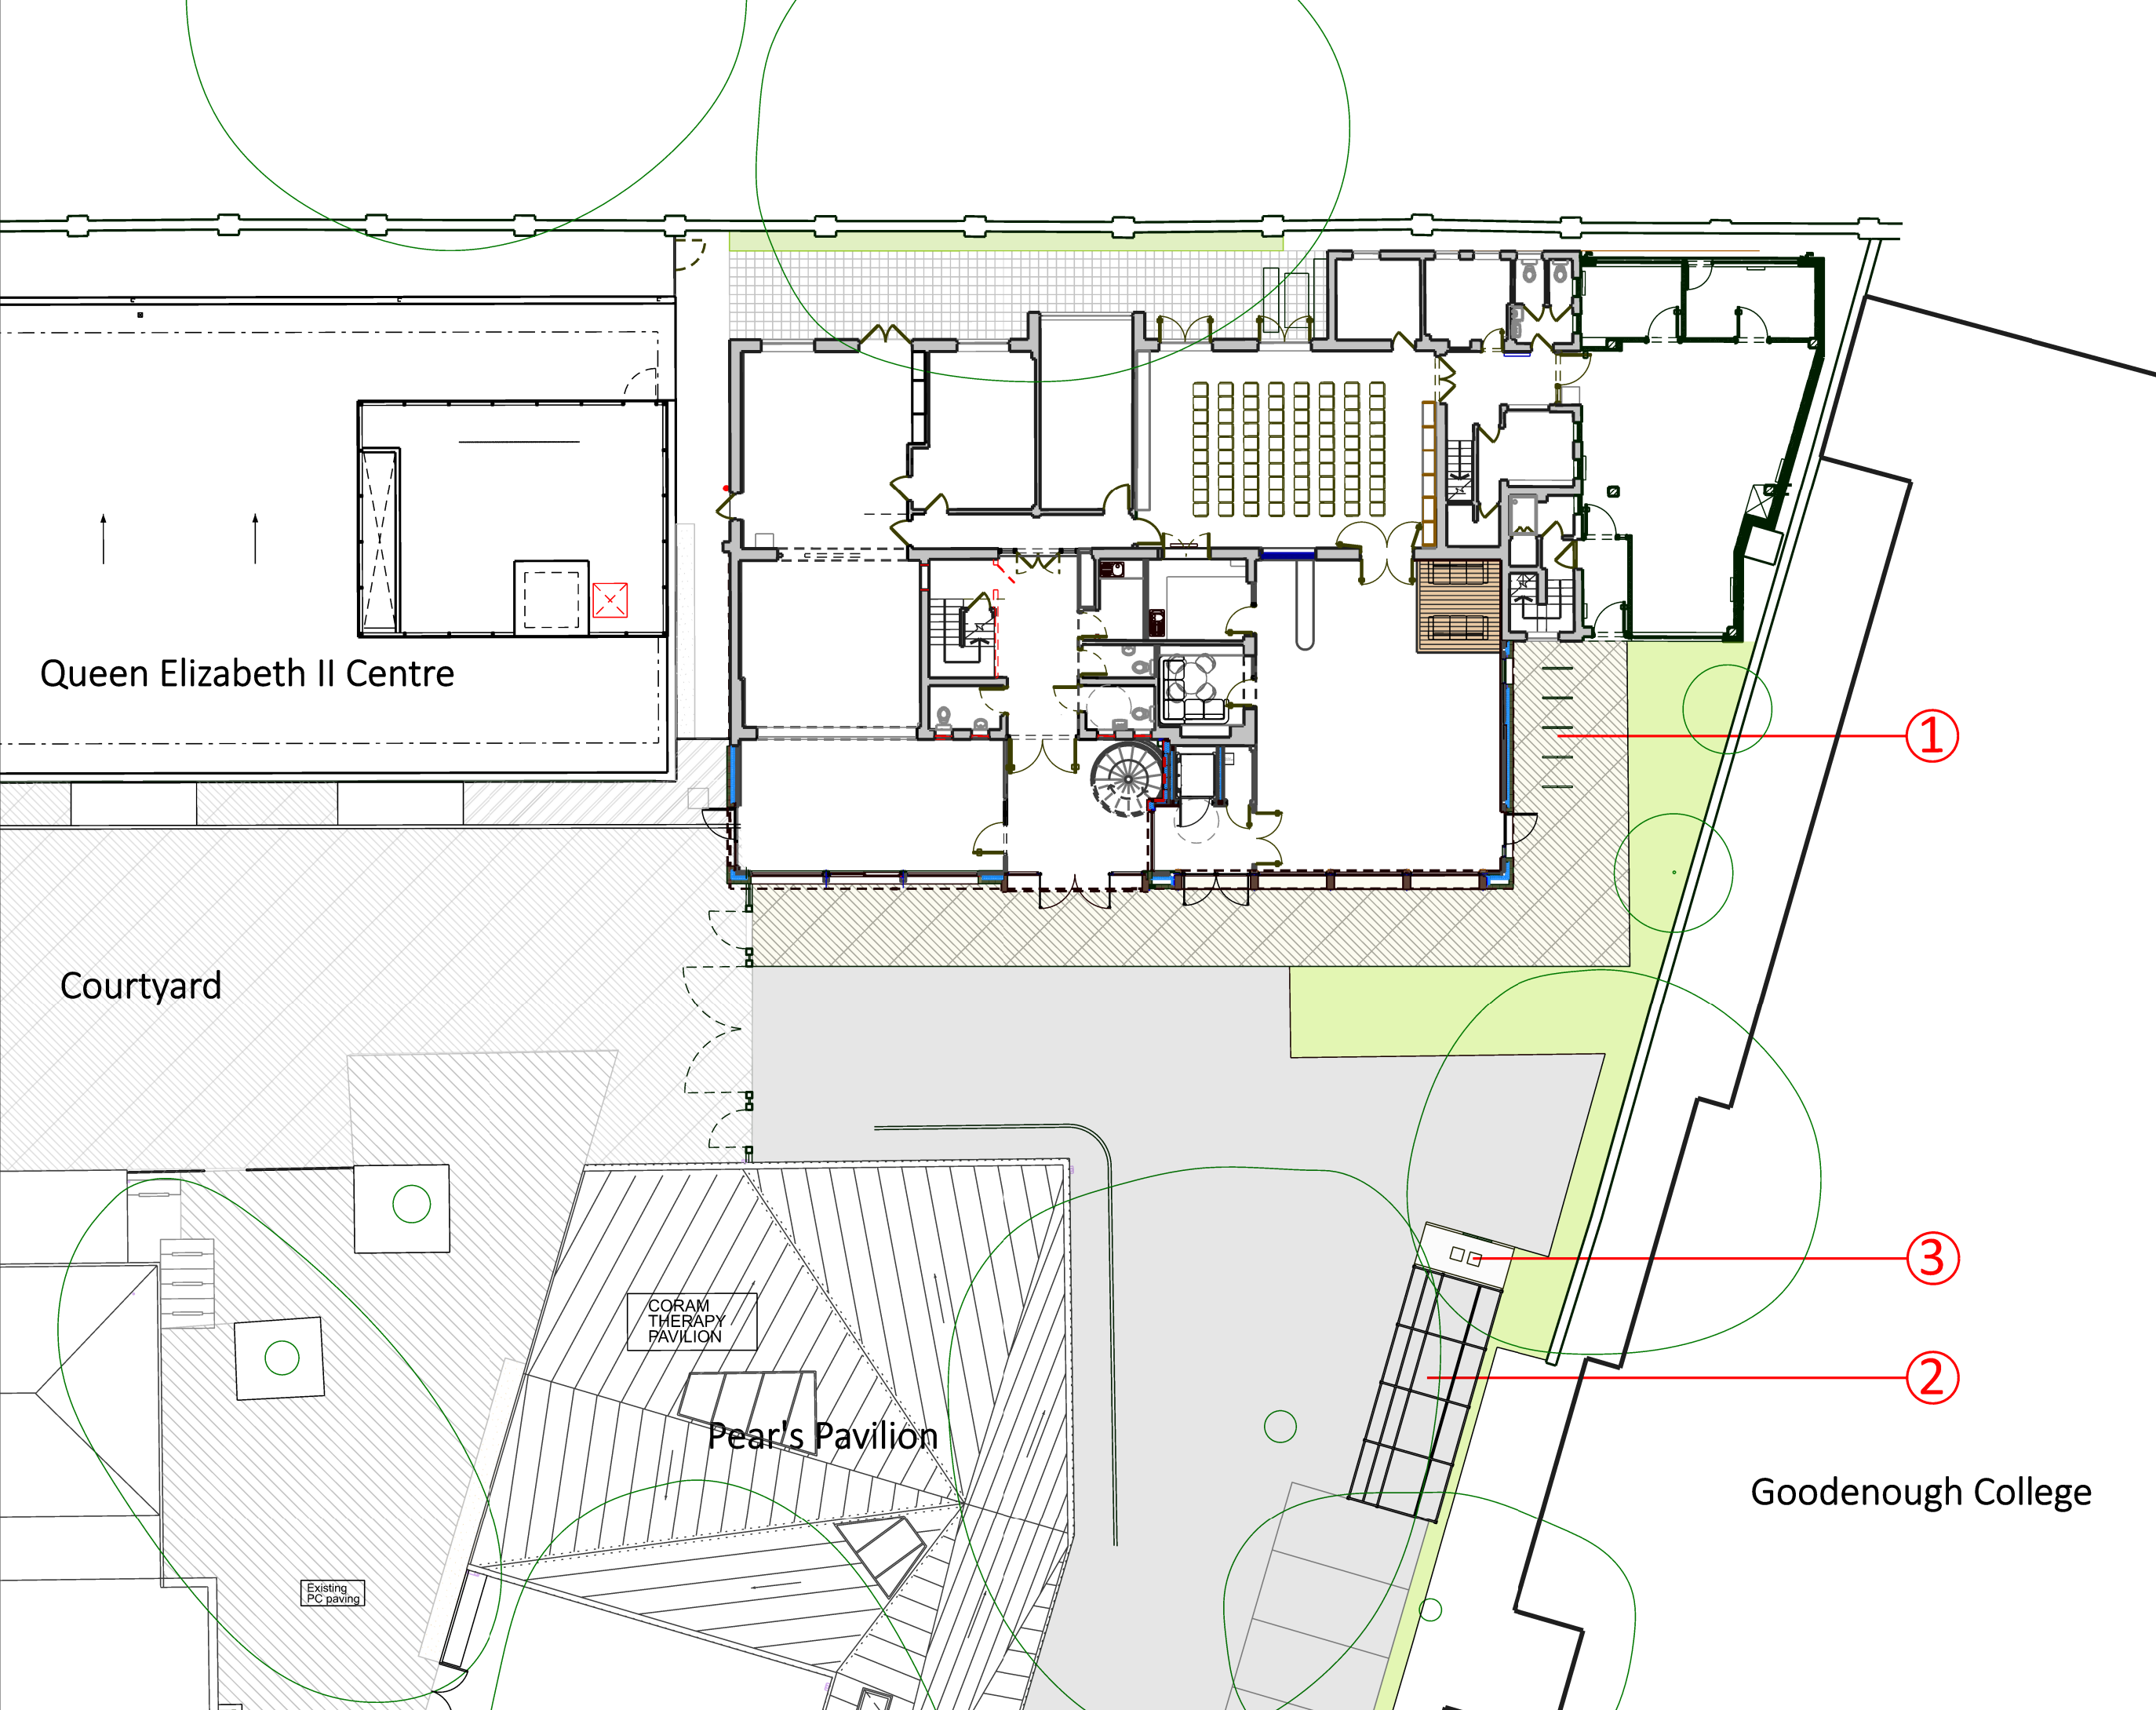 Queen Elizabeth II Centre
①
Courtyard
③
CORAM
THERAPY
PAVILION
②
Pear's Pavilion
Goodenough College
Existing
PC paving